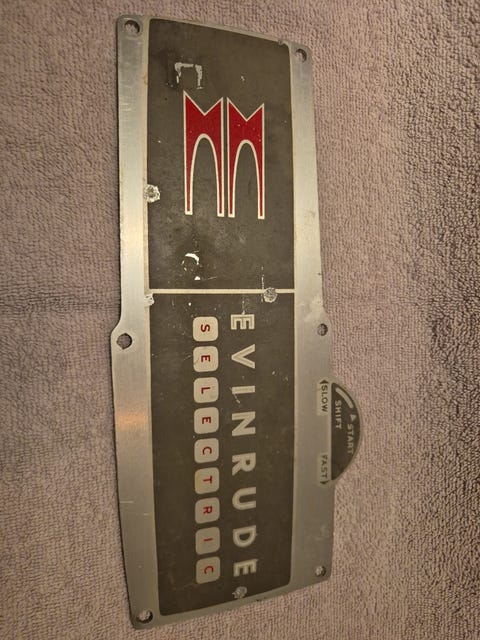 EVINRUDE
SELECTRIC
START
SHIFT
SLOW FAST